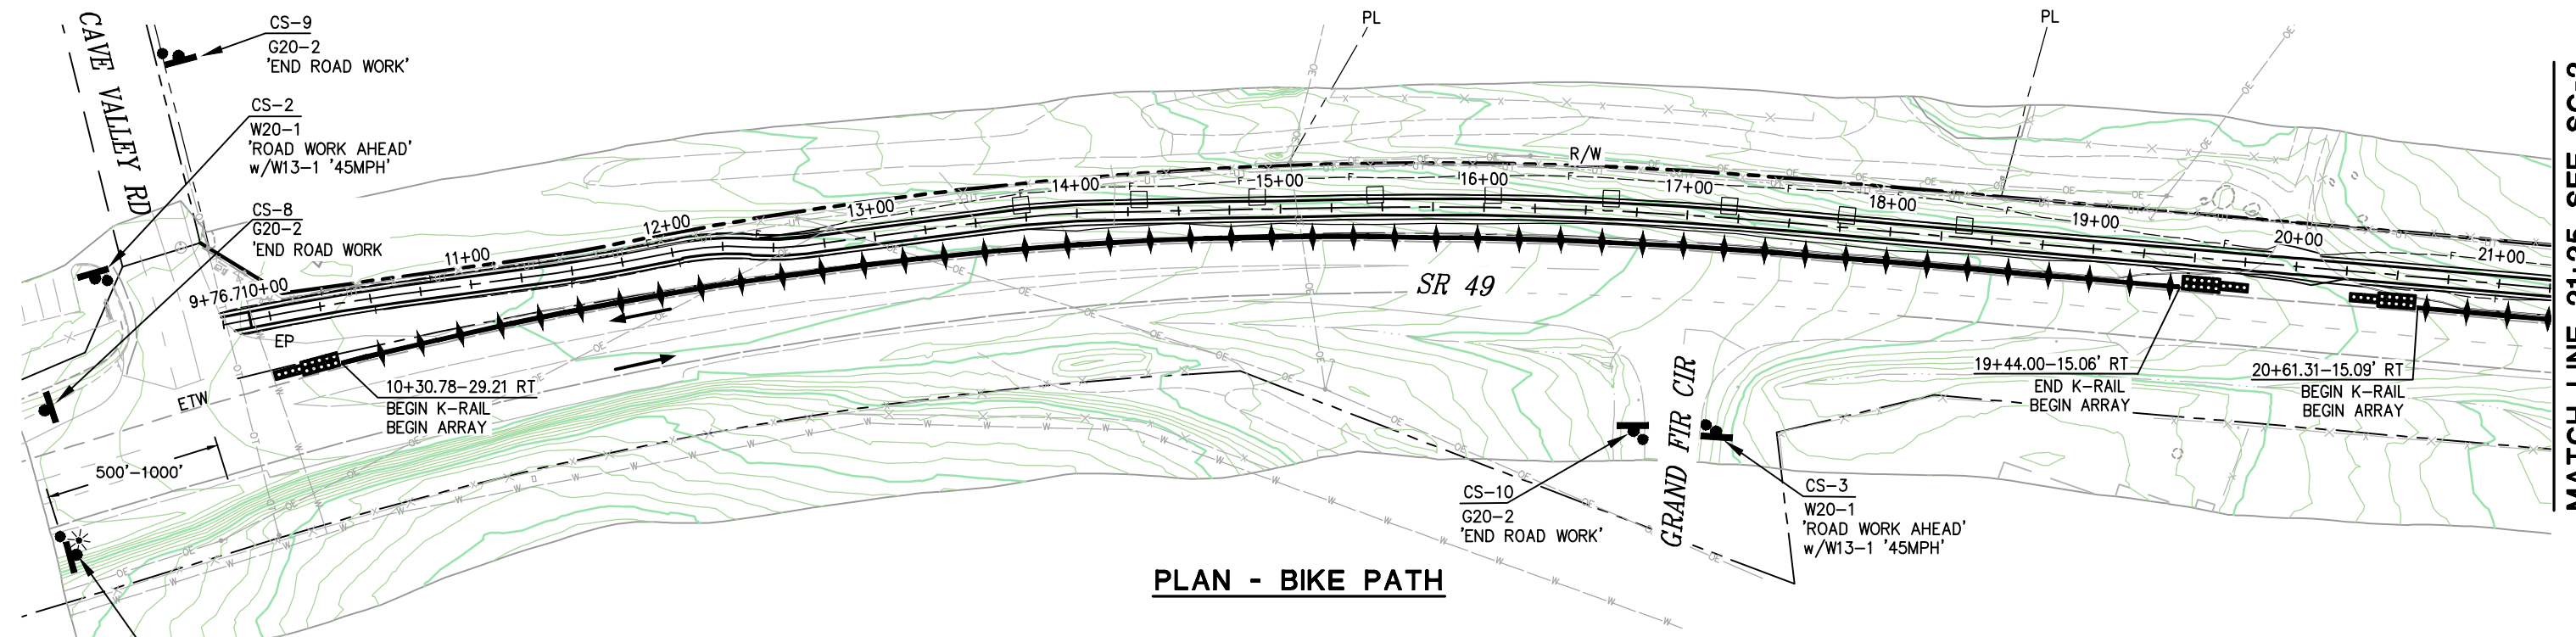 CAVE VALLEY RD
CS-9
G20-2
'END ROAD WORK'
CS-2
W20-1
'ROAD WORK AHEAD'
w/W13-1 '45MPH'
CS-8
G20-2
'END ROAD WORK
PL
PL
R/W
9+76.7
10+00
11+00
12+00
13+00
14+00
15+00
16+00
17+00
18+00
19+00
20+00
21+00
EP
ETW
SR 49
10+30.78-29.21 RT
BEGIN K-RAIL
BEGIN ARRAY
19+44.00-15.06' RT
END K-RAIL
BEGIN ARRAY
20+61.31-15.09' RT
BEGIN K-RAIL
BEGIN ARRAY
500'-1000'
GRAND FIR CIR
CS-10
G20-2
'END ROAD WORK'
CS-3
W20-1
'ROAD WORK AHEAD'
w/W13-1 '45MPH'
PLAN - BIKE PATH